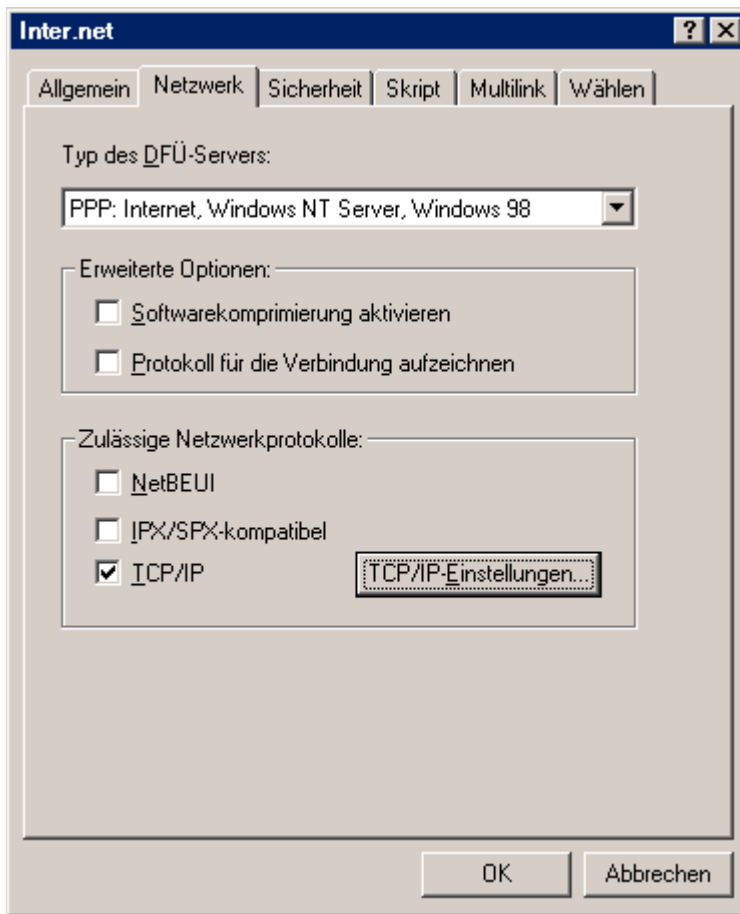 Inter.net
Allgemein Netzwerk Sicherheit Skript Multilink Wählen
Typ des DFÜ-Servers:
PPP: Internet, Windows NT Server, Windows 98
Erweiterte Optionen:
Softwarekomprimierung aktivieren
Protokoll für die Verbindung aufzeichnen
Zulässige Netzwerkprotokolle:
NetBEUI
IPX/SPX-kompatibel
TCP/IP TCP/IP-Einstellungen...
OK Abbrechen